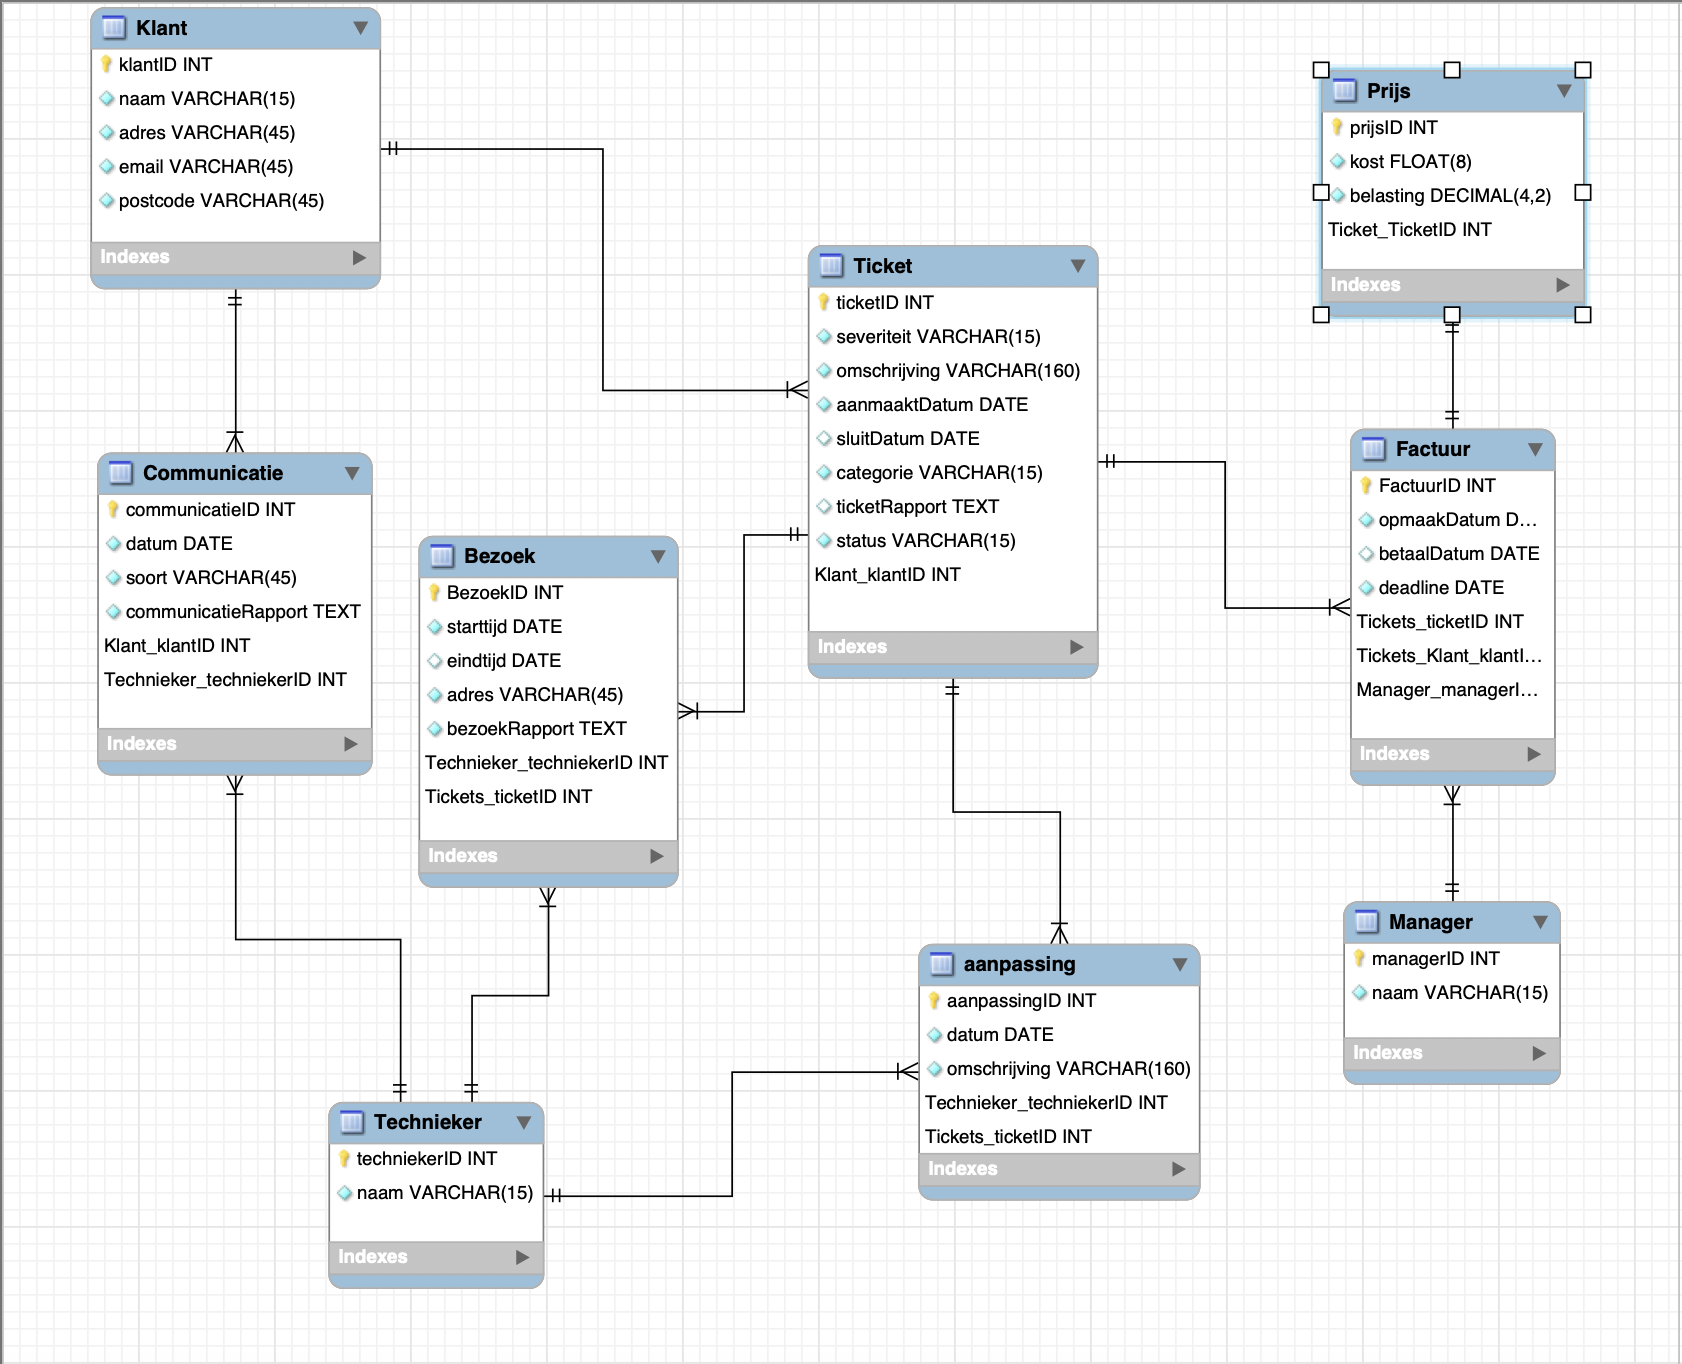 Klant
klantID INT
naam VARCHAR(15)
adres VARCHAR(45)
email VARCHAR(45)
postcode VARCHAR(45)
Indexes
Prijs
prijsID INT
kost FLOAT(8)
belasting DECIMAL(4,2)
Ticket_TicketID INT
Indexes
Ticket
ticketID INT
severiteit VARCHAR(15)
omschrijving VARCHAR(160)
aanmaaktDatum DATE
sluitDatum DATE
categorie VARCHAR(15)
ticketRapport TEXT
status VARCHAR(15)
Klant_klantID INT
Indexes
Communicatie
communicatieID INT
datum DATE
soort VARCHAR(45)
communicatieRapport TEXT
Klant_klantID INT
Technieker_techniekerID INT
Indexes
Bezoek
BezoekID INT
starttijd DATE
eindtijd DATE
adres VARCHAR(45)
bezoekRapport TEXT
Technieker_techniekerID INT
Tickets_ticketID INT
Indexes
Factuur
FactuurID INT
opmaakDatum D...
betaalDatum DATE
deadline DATE
Tickets_ticketID INT
Tickets_Klant_klantI...
Manager_managerI...
Indexes
Manager
managerID INT
naam VARCHAR(15)
Indexes
aanpassing
aanpassingID INT
datum DATE
omschrijving VARCHAR(160)
Technieker_techniekerID INT
Tickets_ticketID INT
Indexes
Technieker
techniekerID INT
naam VARCHAR(15)
Indexes